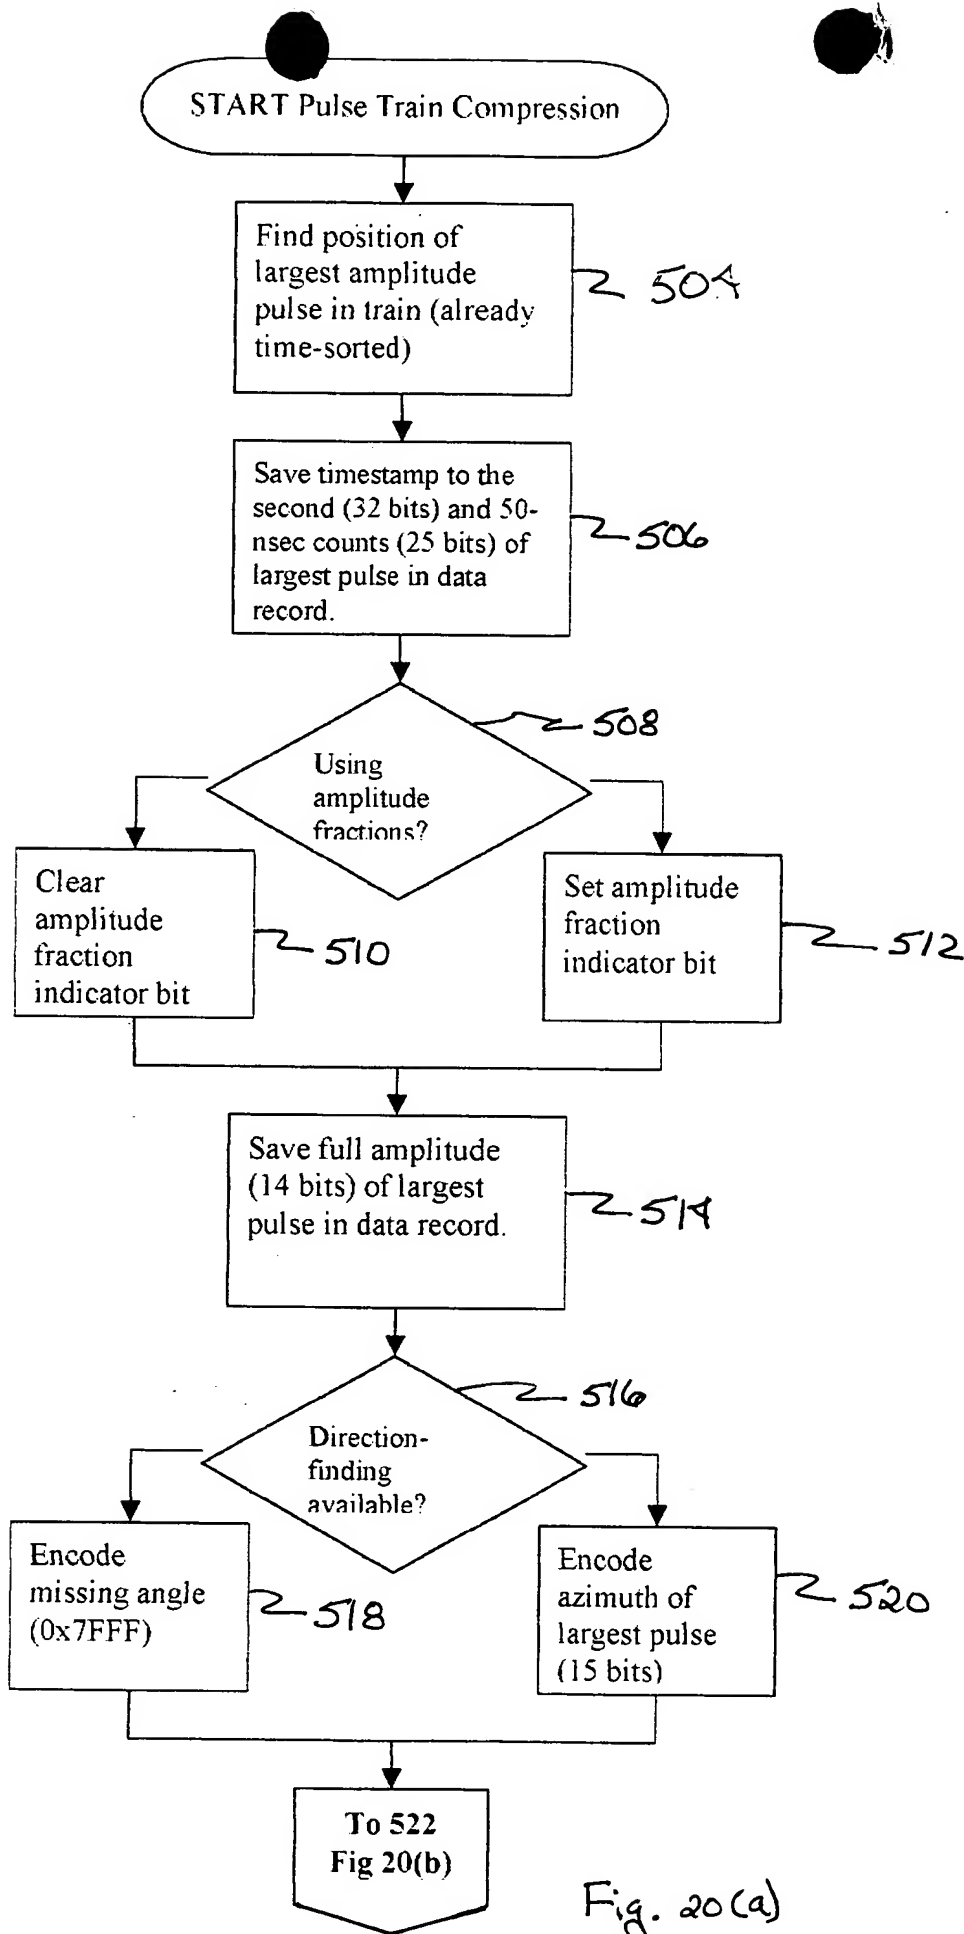 START Pulse Train Compression
Find position of
largest amplitude
pulse in train (already
time-sorted)
504
Save timestamp to the
second (32 bits) and 50-
nsec counts (25 bits) of
largest pulse in data
record.
506
508
Using
amplitude
fractions?
Clear
amplitude
fraction
indicator bit
510
Set amplitude
fraction
indicator bit
512
Save full amplitude
(14 bits) of largest
pulse in data record.
514
516
Direction-
finding
available?
Encode
missing angle
(0x7FFF)
518
Encode
azimuth of
largest pulse
(15 bits)
520
To 522
Fig 20(b)
Fig. 20(a)